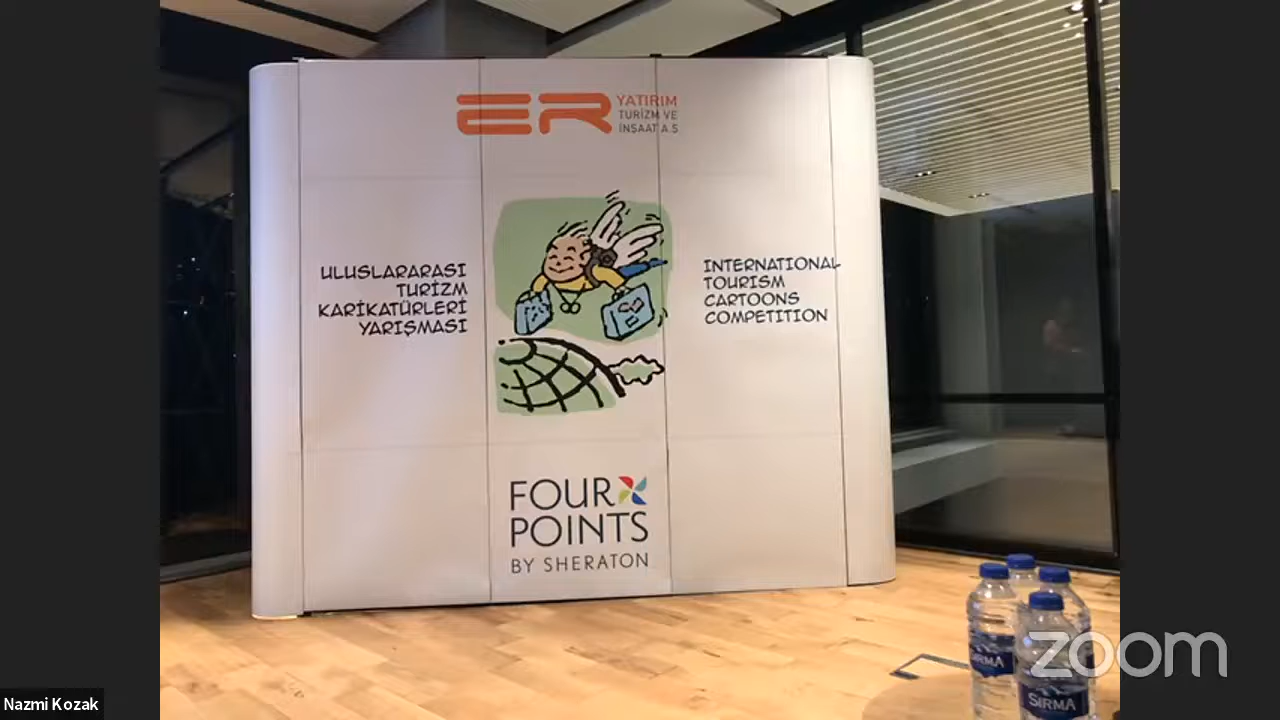 ER YATIRIM
TURİZM VE
İNŞAAT A.Ş
ULUSLARARASI
TURİZM
KARİKATÜRLERİ
YARIŞMASI
INTERNATIONAL
TOURISM
CARTOONS
COMPETITION
FOUR
POINTS
BY SHERATON
SIRMA
SIRMA
zoom
Nazmi Kozak